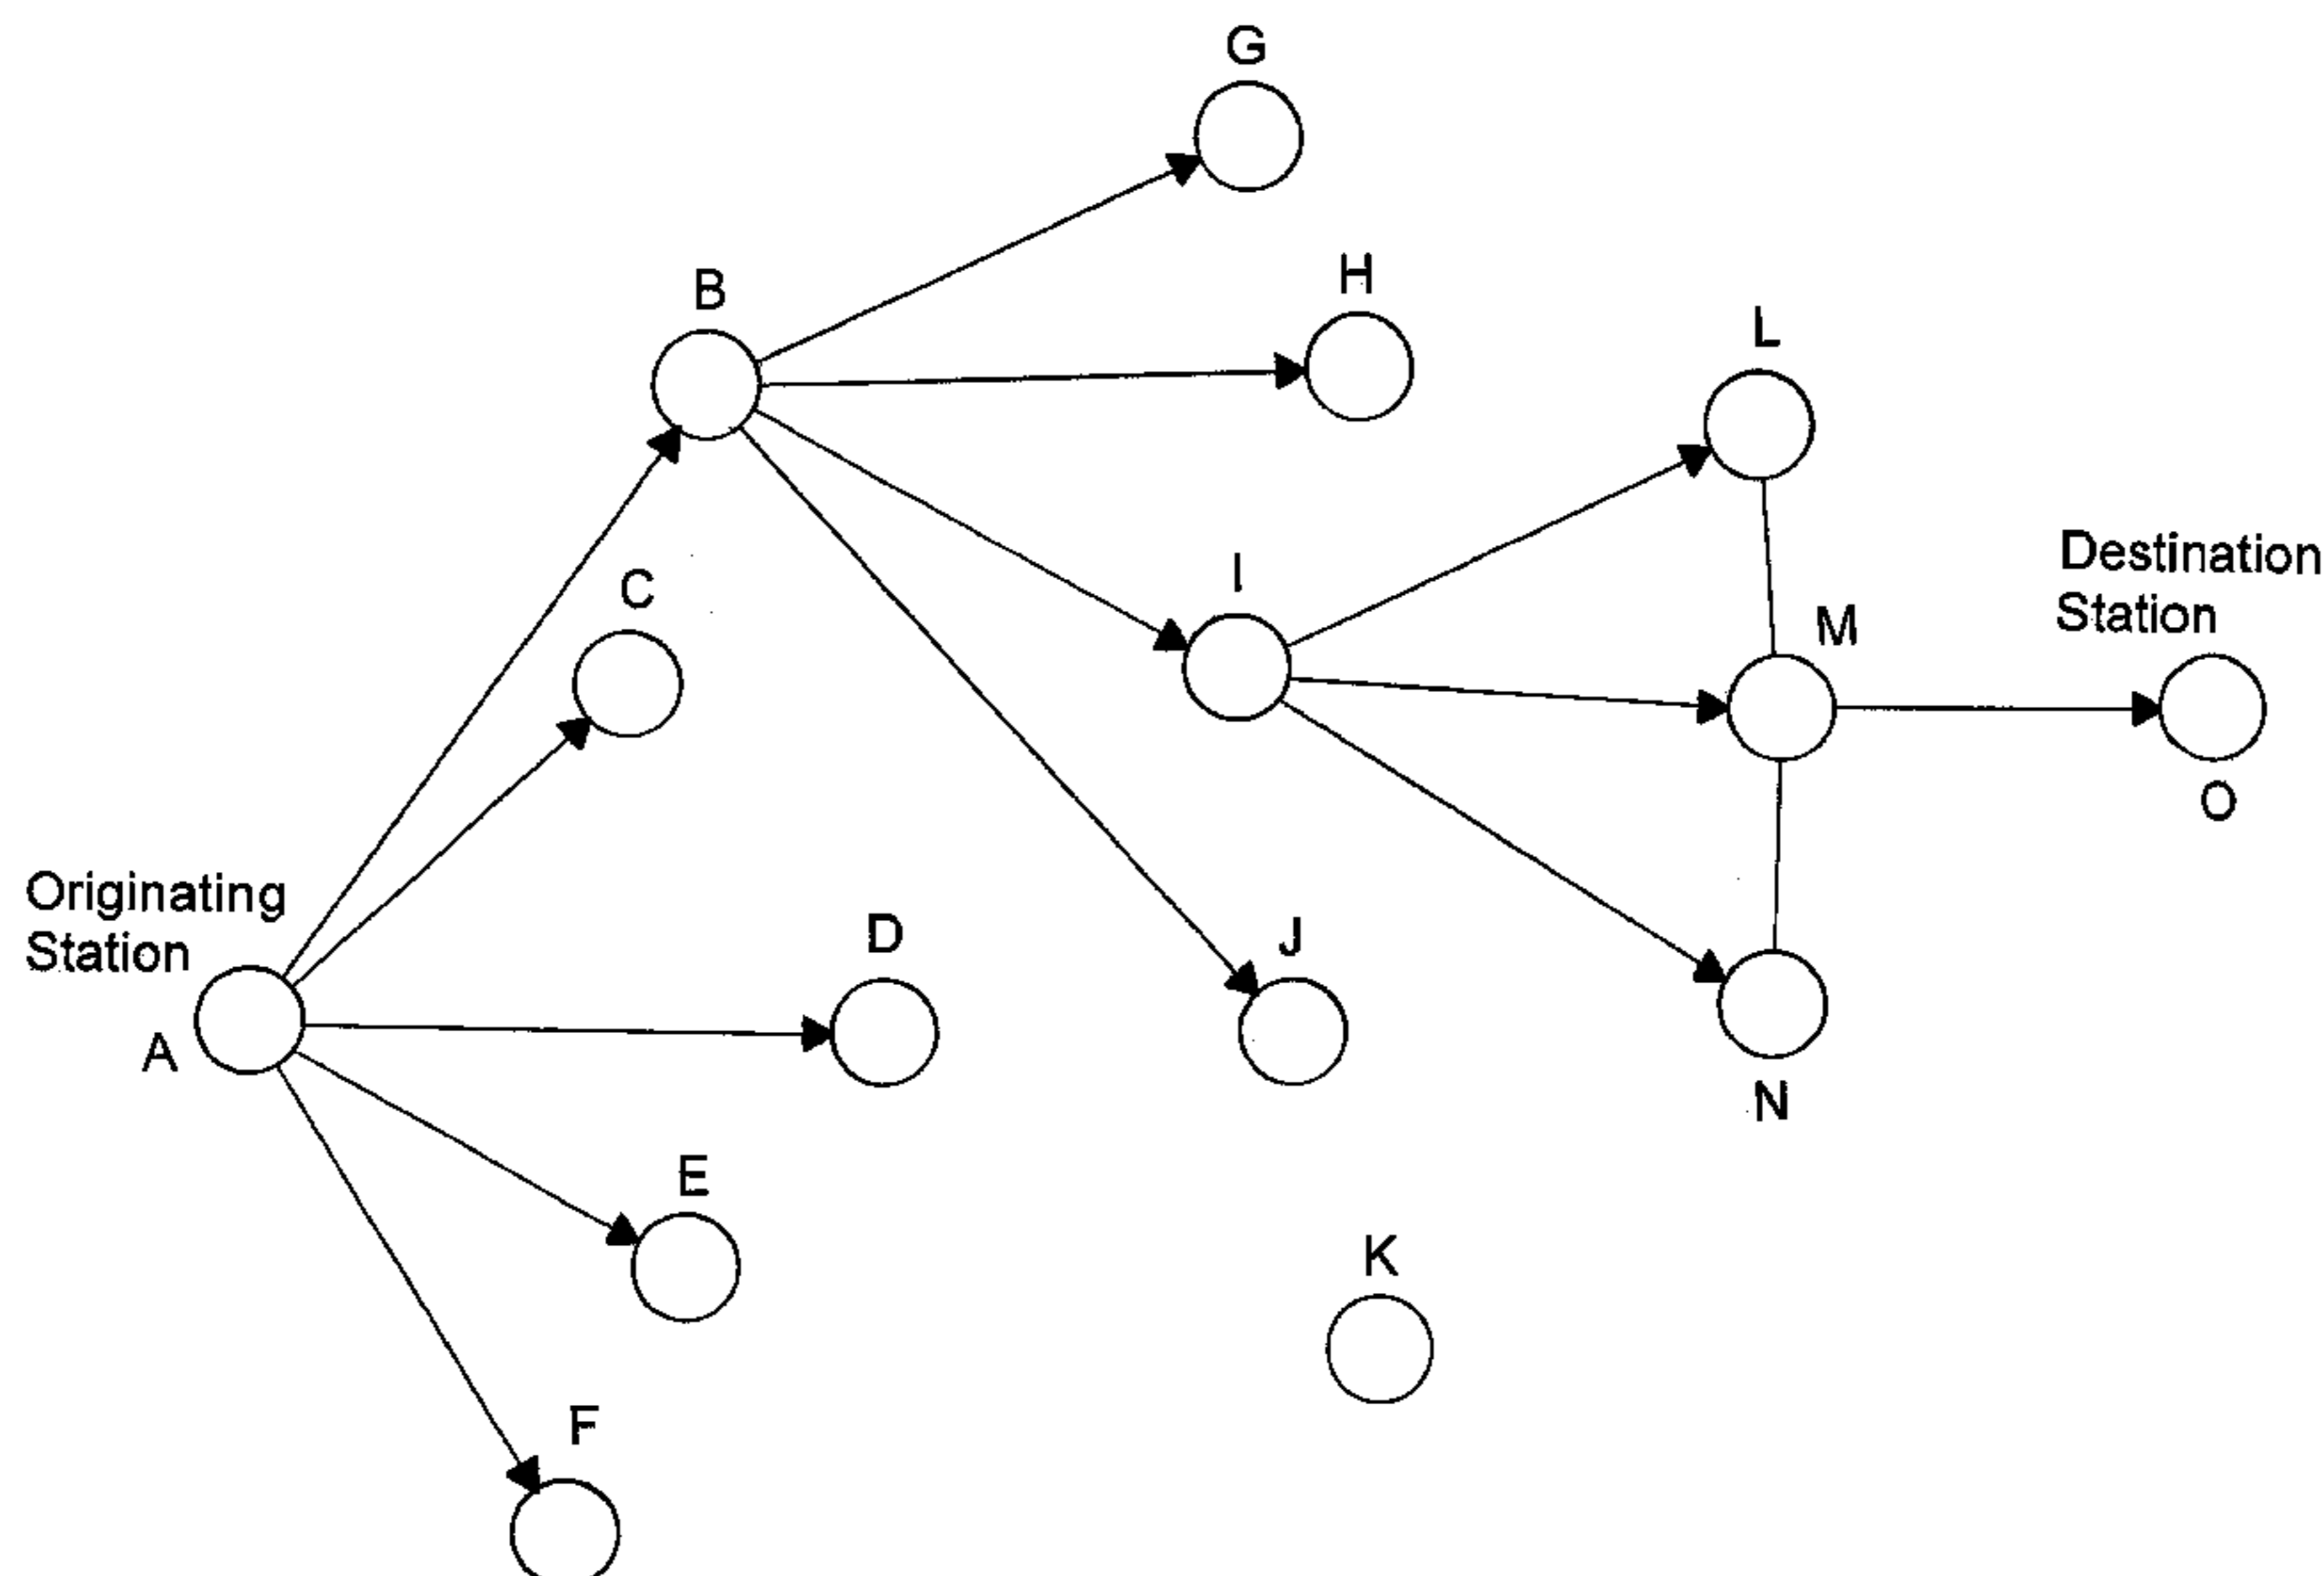 G
B
H
L
C
I
Destination
Station
M
O
Originating
Station
A
D
J
N
E
K
F